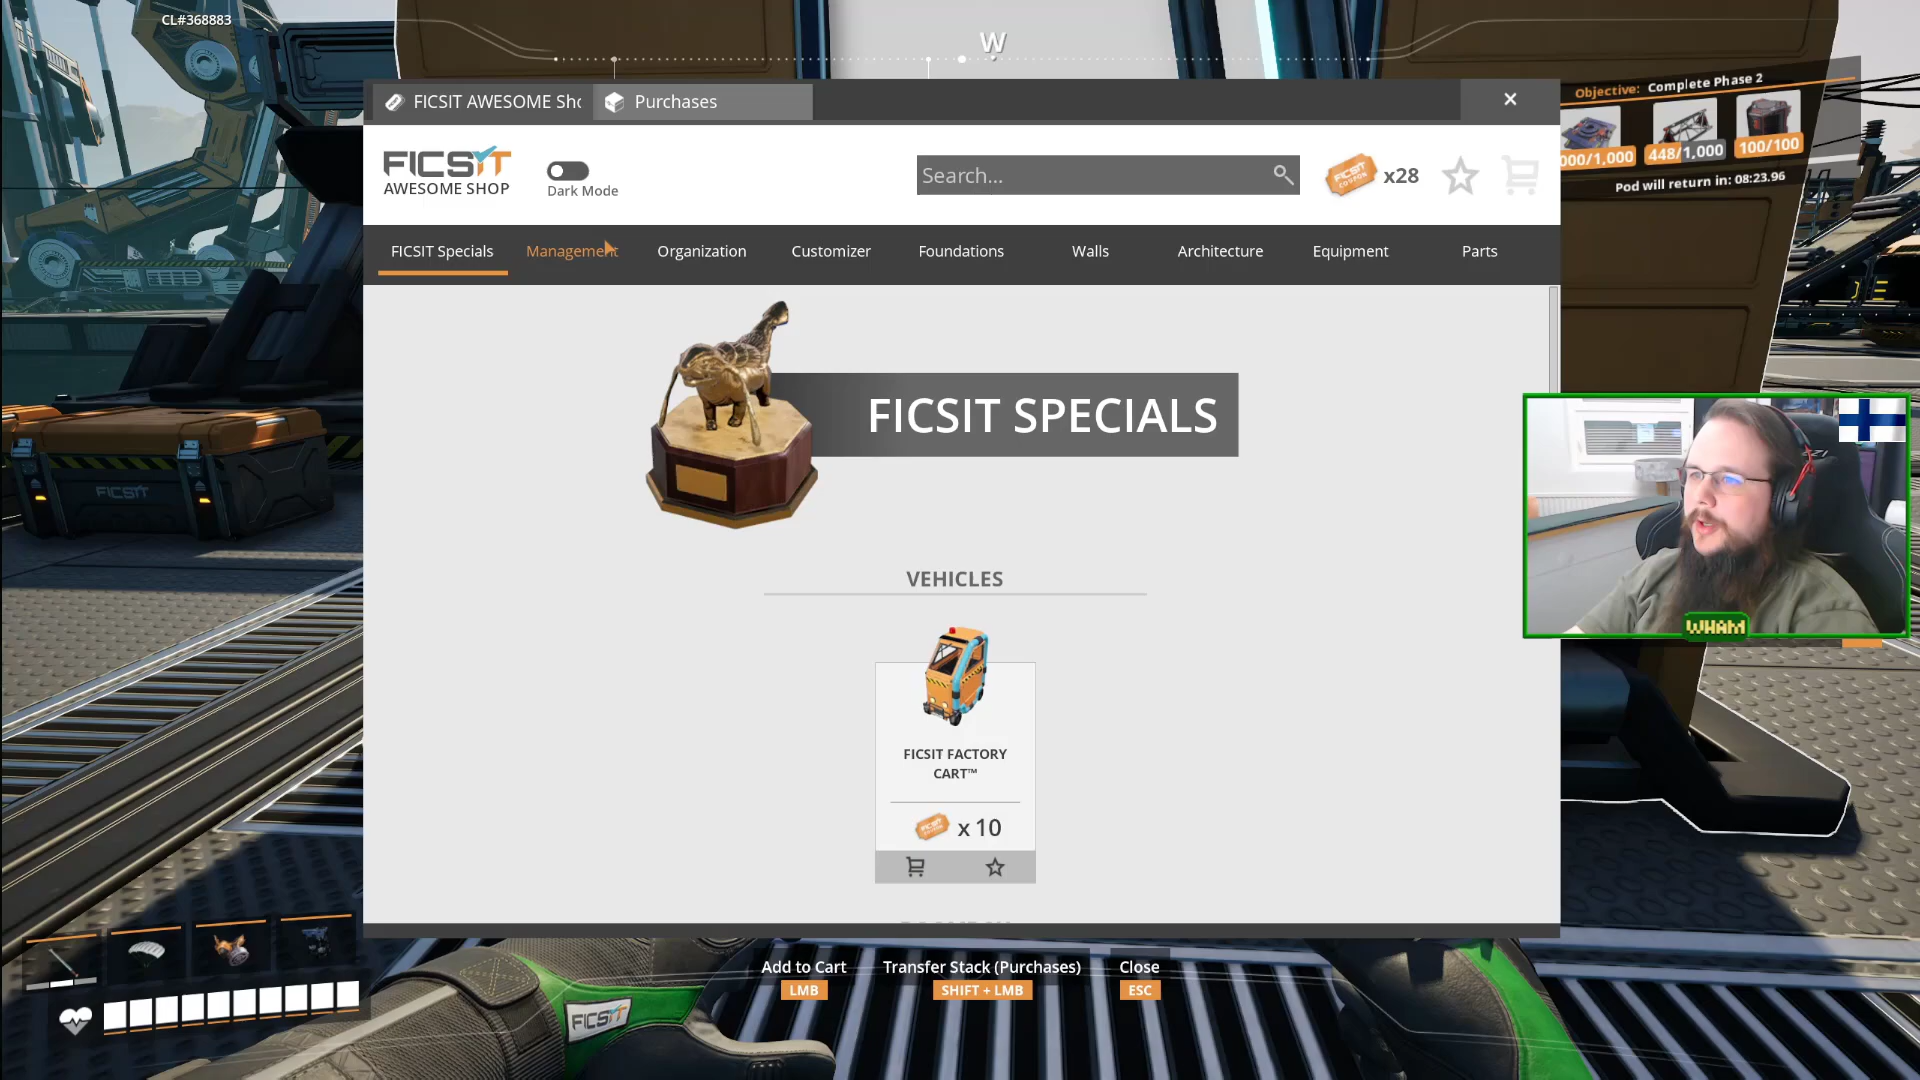 CL#368883
W
FICSIT AWESOME Sho
Purchases
Objective: Complete Phase 2
000/1,000
448/1,000
100/100
Pod will return in: 08:23.96
FICSIT
AWESOME SHOP
Dark Mode
Search...
FICSIT
COUPON
x28
FICSIT Specials
Management
Organization
Customizer
Foundations
Walls
Architecture
Equipment
Parts
FICSIT SPECIALS
VEHICLES
FICSIT FACTORY
CART™
x 10
WHAM
FICSIT
FICSIT
Add to Cart
LMB
Transfer Stack (Purchases)
SHIFT + LMB
Close
ESC